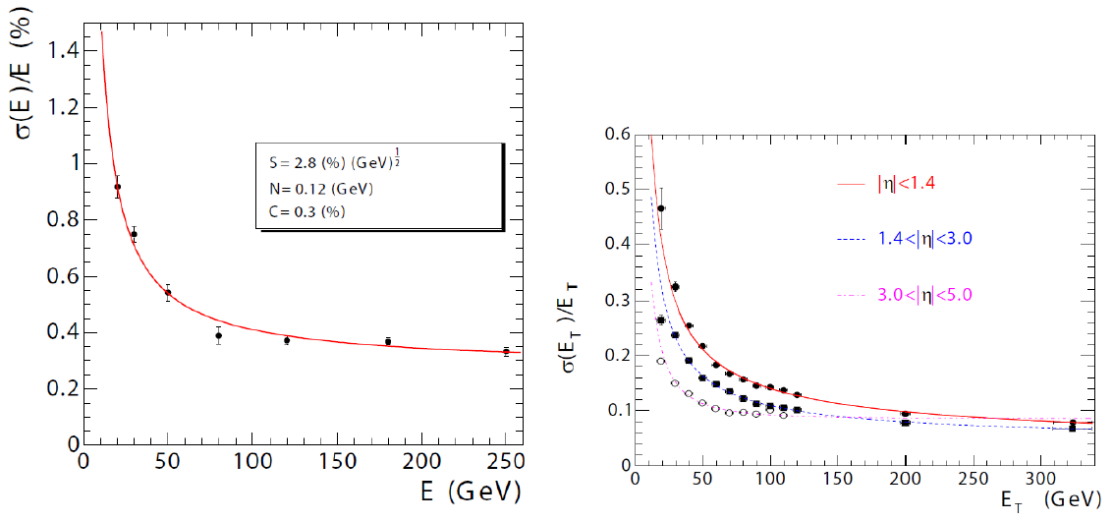 σ(E)/E (%)
1.4
1.2
1
0.8
0.6
0.4
0.2
0
S = 2.8 (%) (GeV)^{1/2}
N= 0.12 (GeV)
C= 0.3 (%)
0 50 100 150 200 250
E (GeV)
σ(E_T)/E_T
0.6
0.5
0.4
0.3
0.2
0.1
0
|η|<1.4
1.4<|η|<3.0
3.0<|η|<5.0
0 50 100 150 200 250 300
E_T (GeV)